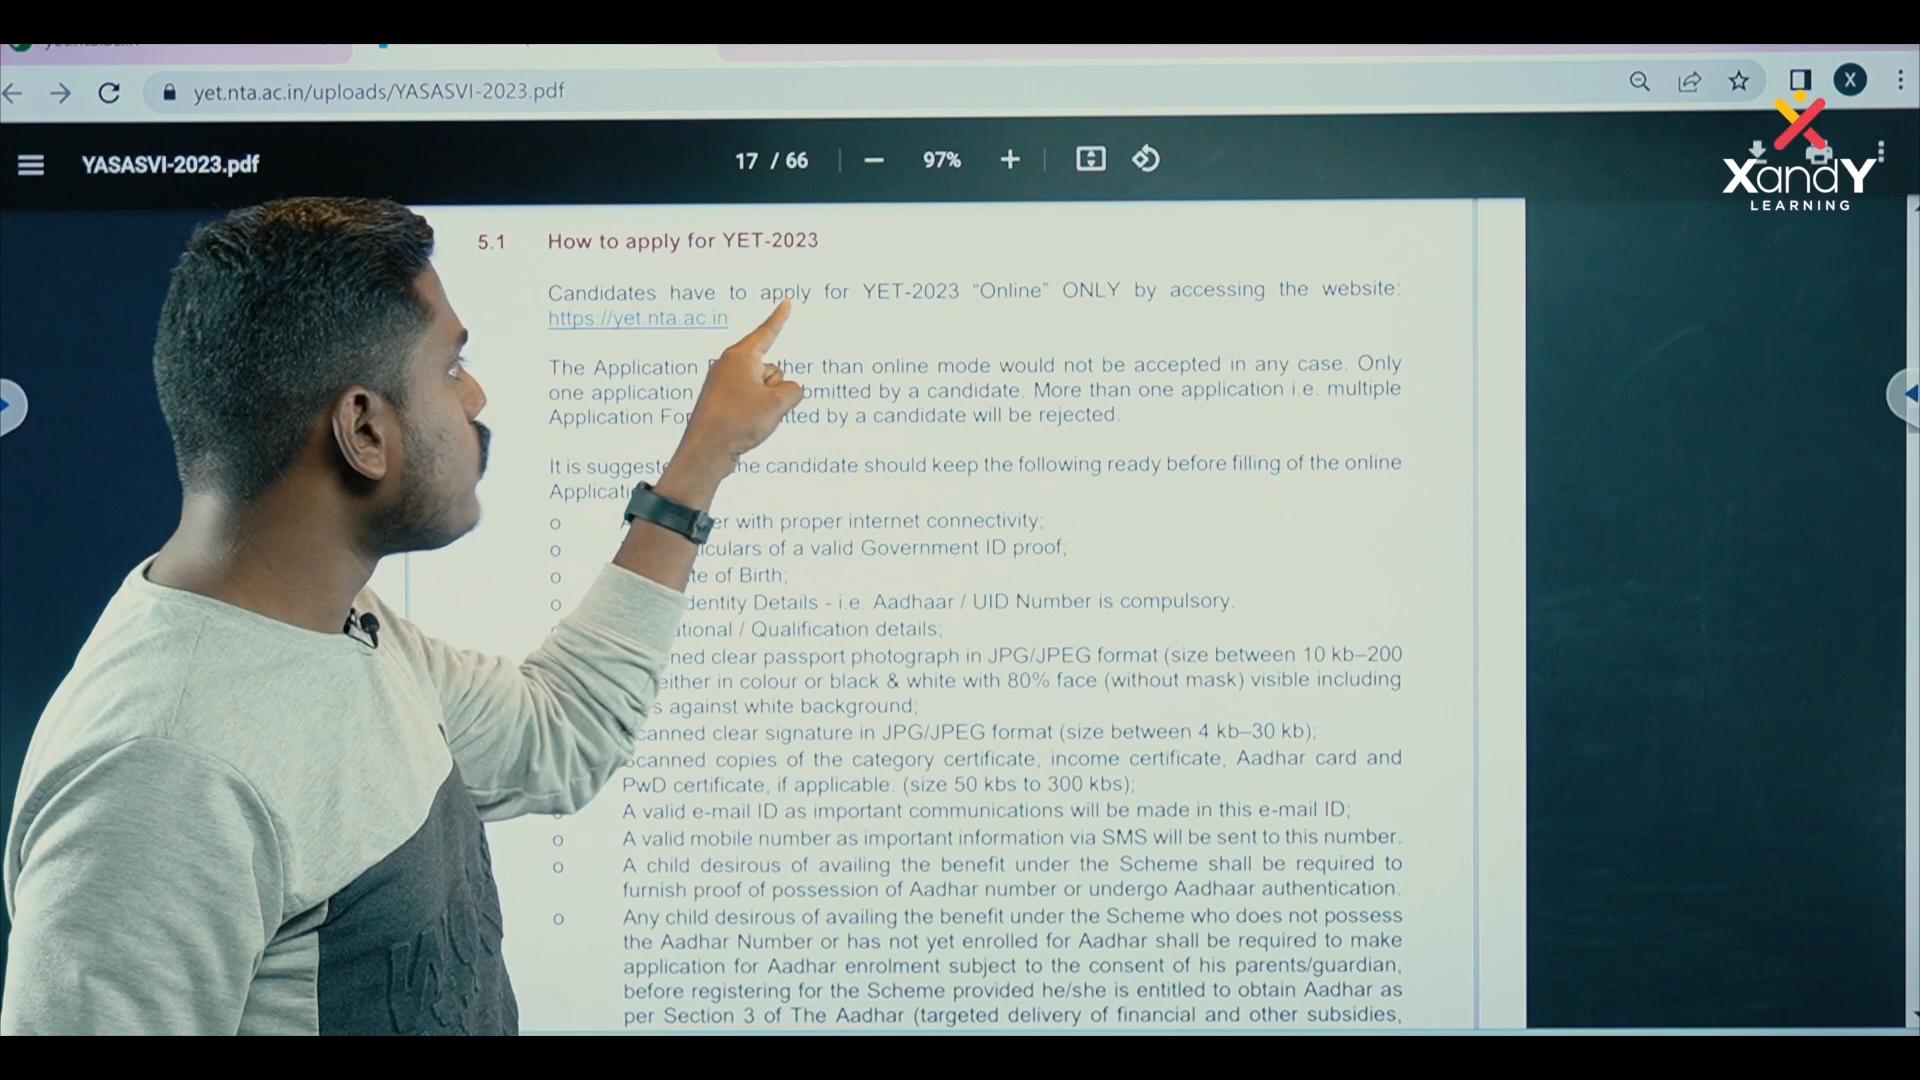 yet.nta.ac.in/uploads/YASASVI-2023.pdf
X
YASASVI-2023.pdf
17 / 66
97%
XandY
LEARNING
5.1 How to apply for YET-2023
Candidates have to apply for YET-2023 “Online” ONLY by accessing the website:
https://yet.nta.ac.in
The Application than online mode would not be accepted in any case. Only
one application by a candidate. More than one application i.e. multiple
Application by a candidate will be rejected.
It is candidate should keep the following ready before filling of the online
o with proper internet connectivity;
o of a valid Government ID proof;
o of Birth;
o Details - i.e. Aadhaar / UID Number is compulsory.
/ Qualification details;
clear passport photograph in JPG/JPEG format (size between 10 kb–200
either in colour or black & white with 80% face (without mask) visible including
against white background;
clear signature in JPG/JPEG format (size between 4 kb–30 kb);
Scanned copies of the category certificate, income certificate, Aadhar card and
PwD certificate, if applicable. (size 50 kbs to 300 kbs);
A valid e-mail ID as important communications will be made in this e-mail ID;
o A valid mobile number as important information via SMS will be sent to this number.
o A child desirous of availing the benefit under the Scheme shall be required to
furnish proof of possession of Aadhar number or undergo Aadhaar authentication.
o Any child desirous of availing the benefit under the Scheme who does not possess
the Aadhar Number or has not yet enrolled for Aadhar shall be required to make
application for Aadhar enrolment subject to the consent of his parents/guardian,
before registering for the Scheme provided he/she is entitled to obtain Aadhar as
per Section 3 of The Aadhar (targeted delivery of financial and other subsidies,